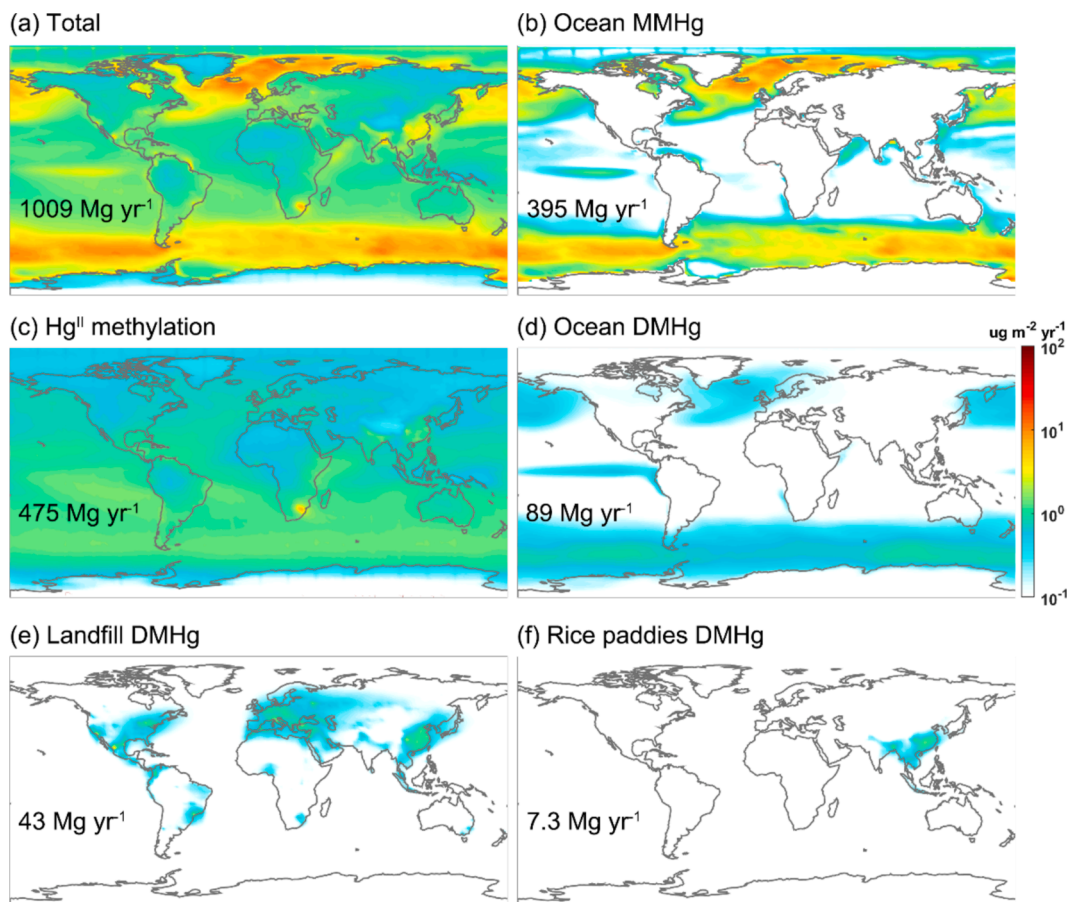 (a) Total
(b) Ocean MMHg
1009 Mg yr⁻¹
395 Mg yr⁻¹
(c) Hgᴵᴵ methylation
(d) Ocean DMHg
ug m⁻² yr⁻¹
10²
10¹
10⁰
10⁻¹
475 Mg yr⁻¹
89 Mg yr⁻¹
(e) Landfill DMHg
(f) Rice paddies DMHg
43 Mg yr⁻¹
7.3 Mg yr⁻¹